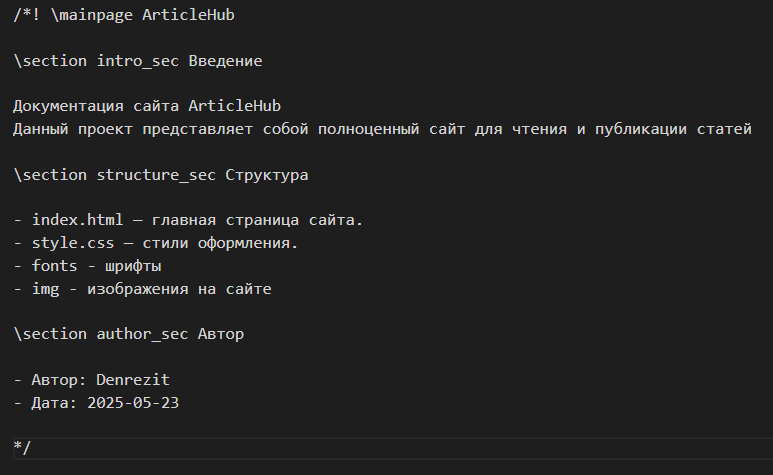 /*! \mainpage ArticleHub
\section intro_sec Введение
Документация сайта ArticleHub
Данный проект представляет собой полноценный сайт для чтения и публикации статей
\section structure_sec Структура
- index.html — главная страница сайта.
- style.css — стили оформления.
- fonts - шрифты
- img - изображения на сайте
\section author_sec Автор
- Автор: Denrezit
- Дата: 2025-05-23
*/